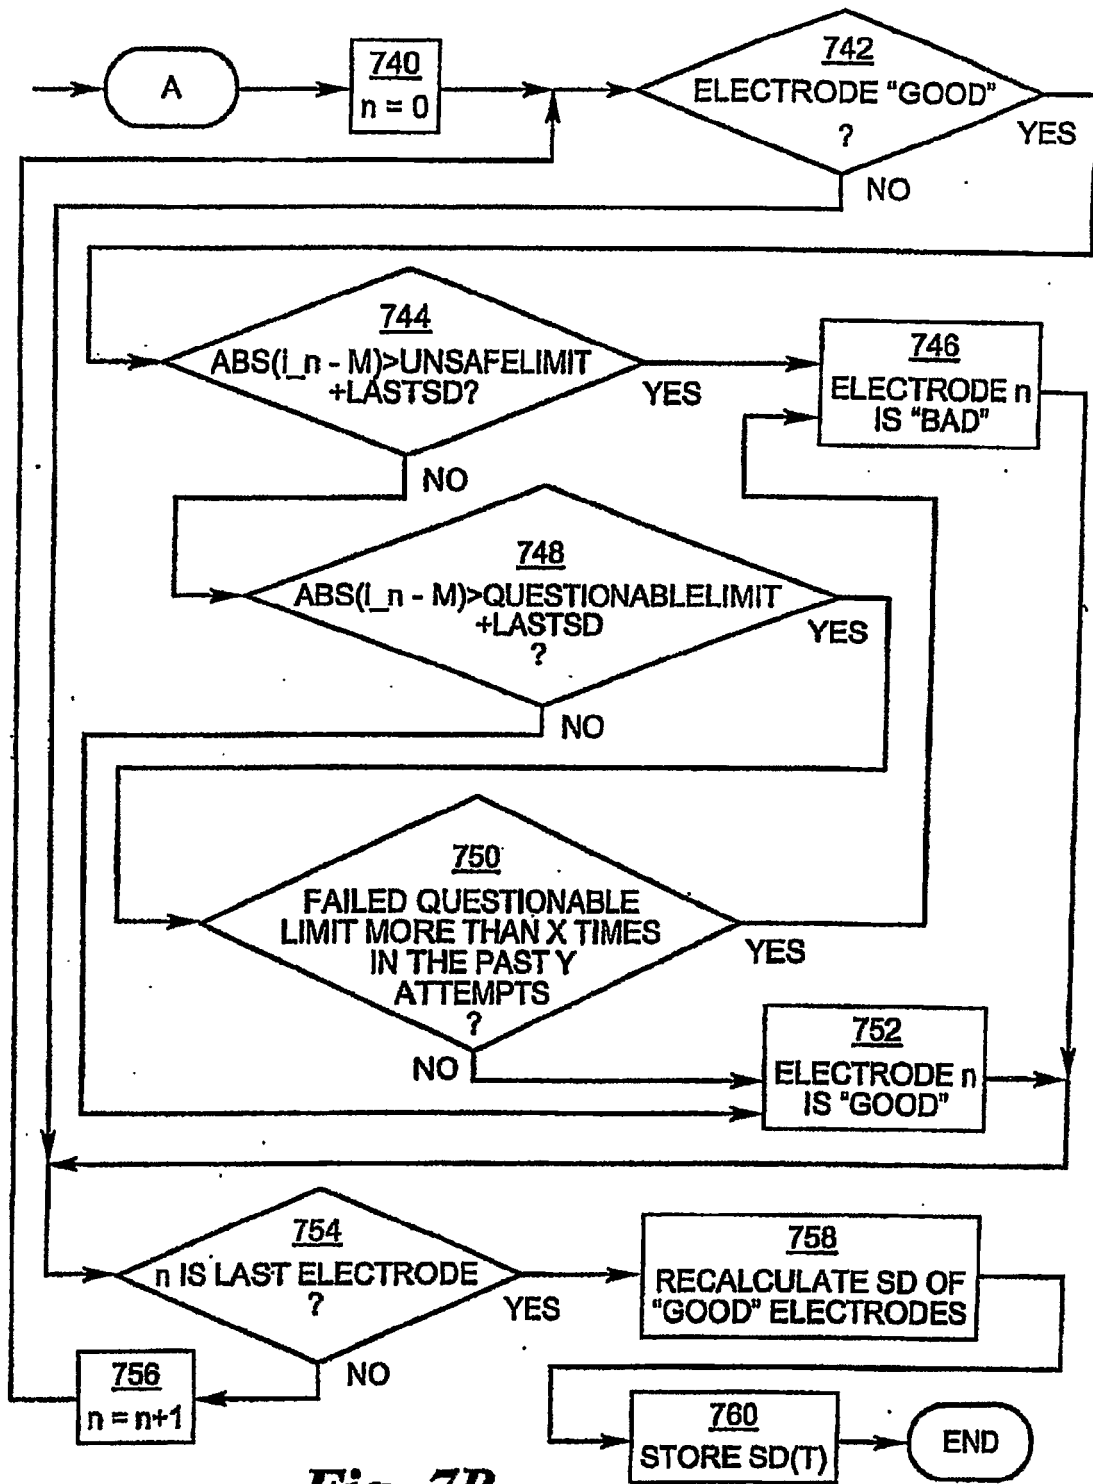 A
740
n = 0
742
ELECTRODE "GOOD"
?
YES
NO
744
ABS(I_n - M)>UNSAFELIMIT
+LASTSD?
YES
NO
746
ELECTRODE n
IS "BAD"
748
ABS(I_n - M)>QUESTIONABLELIMIT
+LASTSD
?
YES
NO
750
FAILED QUESTIONABLE
LIMIT MORE THAN X TIMES
IN THE PAST Y
ATTEMPTS
?
YES
NO
752
ELECTRODE n
IS "GOOD"
754
n IS LAST ELECTRODE
?
YES
NO
756
n = n+1
758
RECALCULATE SD OF
"GOOD" ELECTRODES
760
STORE SD(T)
END
Fig. 7B